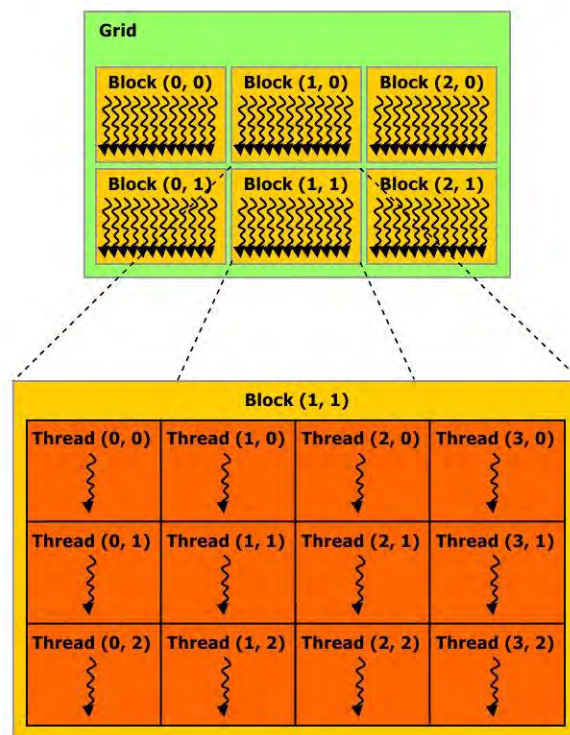 Grid
Block (0, 0) Block (1, 0) Block (2, 0)
Block (0, 1) Block (1, 1) Block (2, 1)
Block (1, 1)
Thread (0, 0) Thread (1, 0) Thread (2, 0) Thread (3, 0)
Thread (0, 1) Thread (1, 1) Thread (2, 1) Thread (3, 1)
Thread (0, 2) Thread (1, 2) Thread (2, 2) Thread (3, 2)